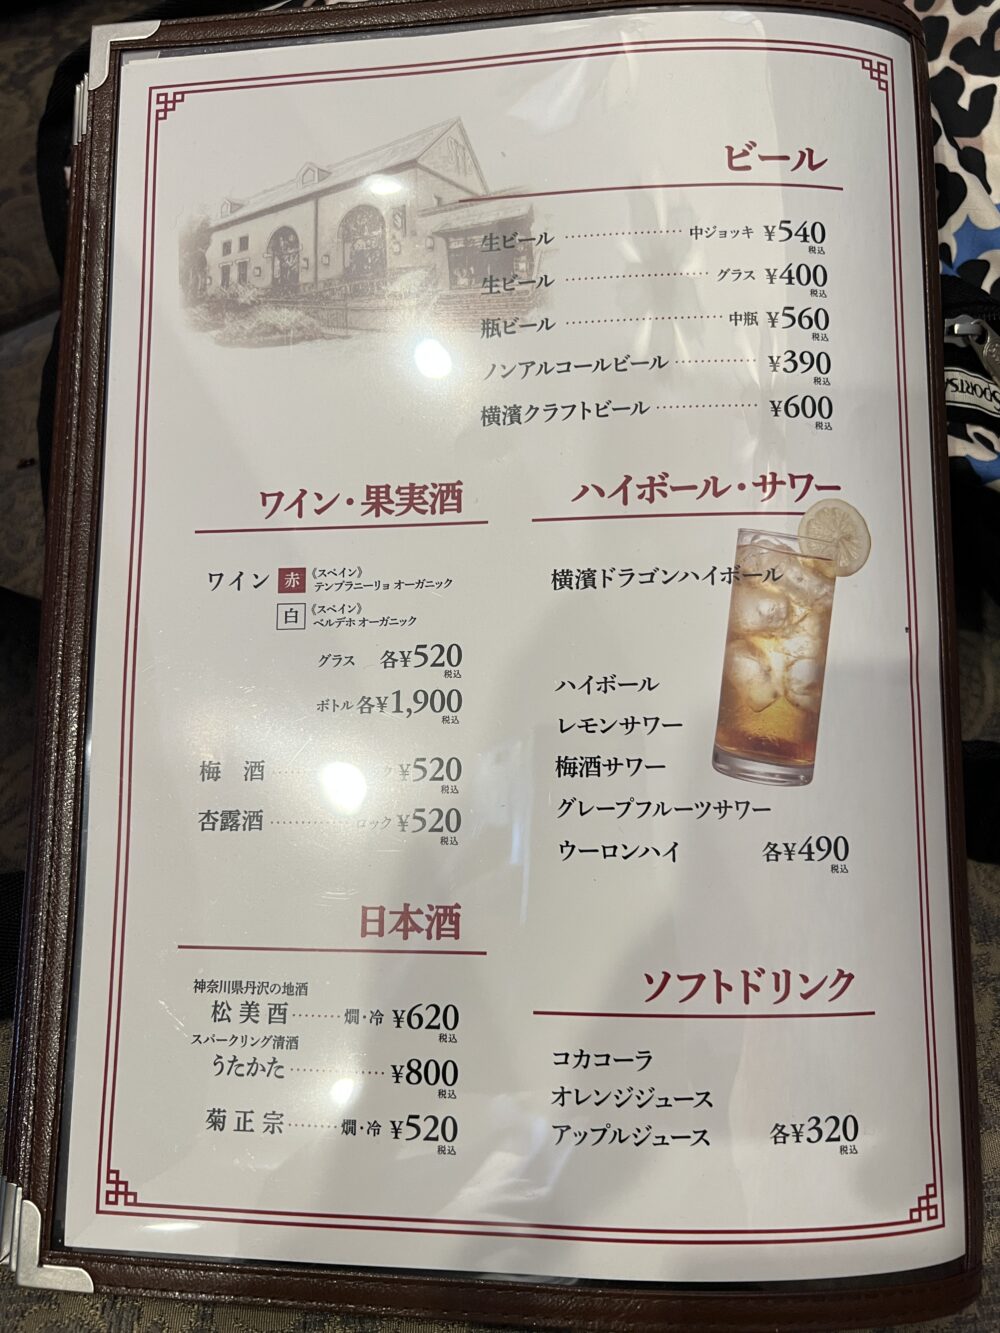 ビール
生ビール 中ジョッキ ¥540 税込
生ビール グラス ¥400 税込
瓶ビール 中瓶 ¥560 税込
ノンアルコールビール ¥390 税込
横濱クラフトビール ¥600 税込
ワイン・果実酒
ワイン 赤 《スペイン》
テンプラニーリョ オーガニック
白 《スペイン》
ベルデホ オーガニック
グラス 各¥520 税込
ボトル 各¥1,900 税込
梅 酒 ¥520 税込
杏露酒 ロック ¥520 税込
日本酒
神奈川県丹沢の地酒
松美酉 燗・冷 ¥620 税込
スパークリング清酒
うたかた ¥800 税込
菊正宗 燗・冷 ¥520 税込
ハイボール・サワー
横濱ドラゴンハイボール
ハイボール
レモンサワー
梅酒サワー
グレープフルーツサワー
ウーロンハイ 各¥490 税込
ソフトドリンク
コカコーラ
オレンジジュース
アップルジュース 各¥320 税込